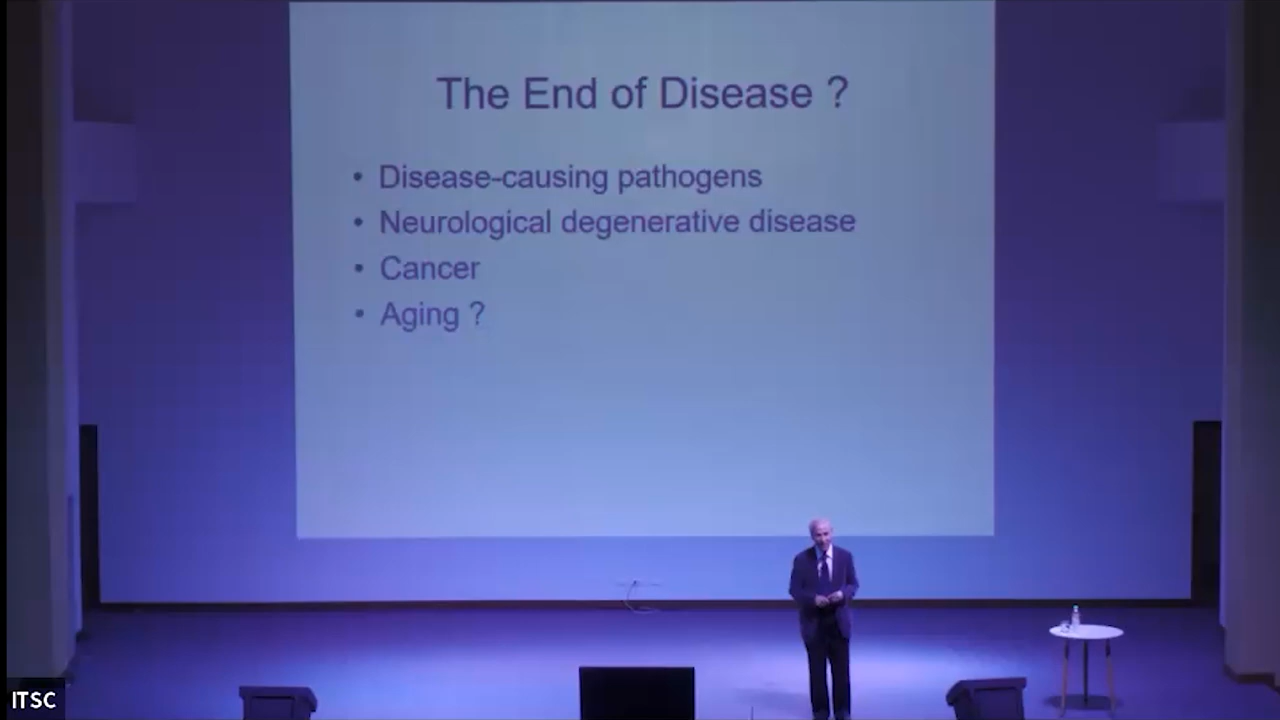 The End of Disease ?
• Disease-causing pathogens
• Neurological degenerative disease
• Cancer
• Aging ?
ITSC